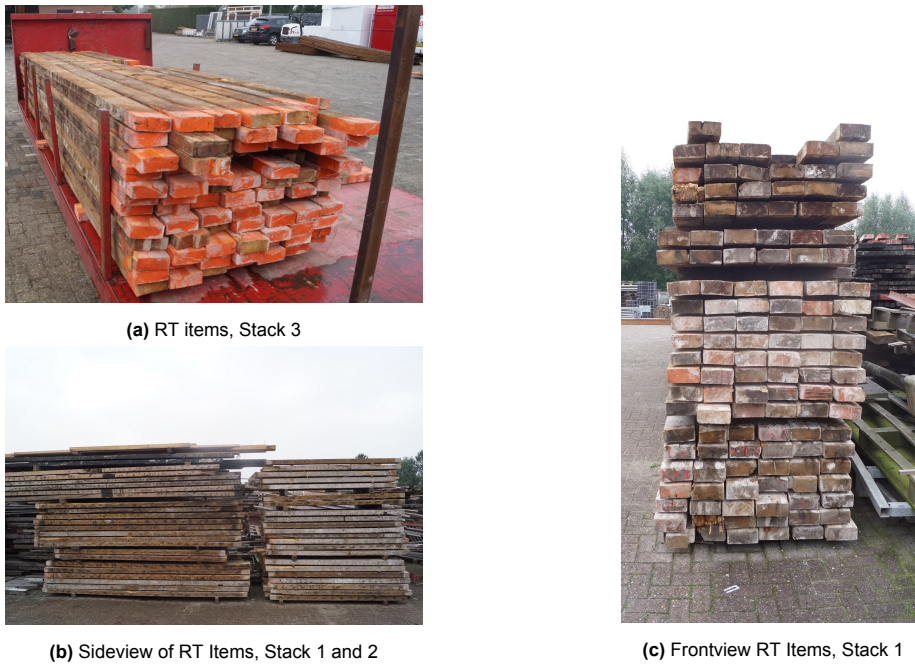 (a) RT items, Stack 3
(b) Sideview of RT Items, Stack 1 and 2
(c) Frontview RT Items, Stack 1